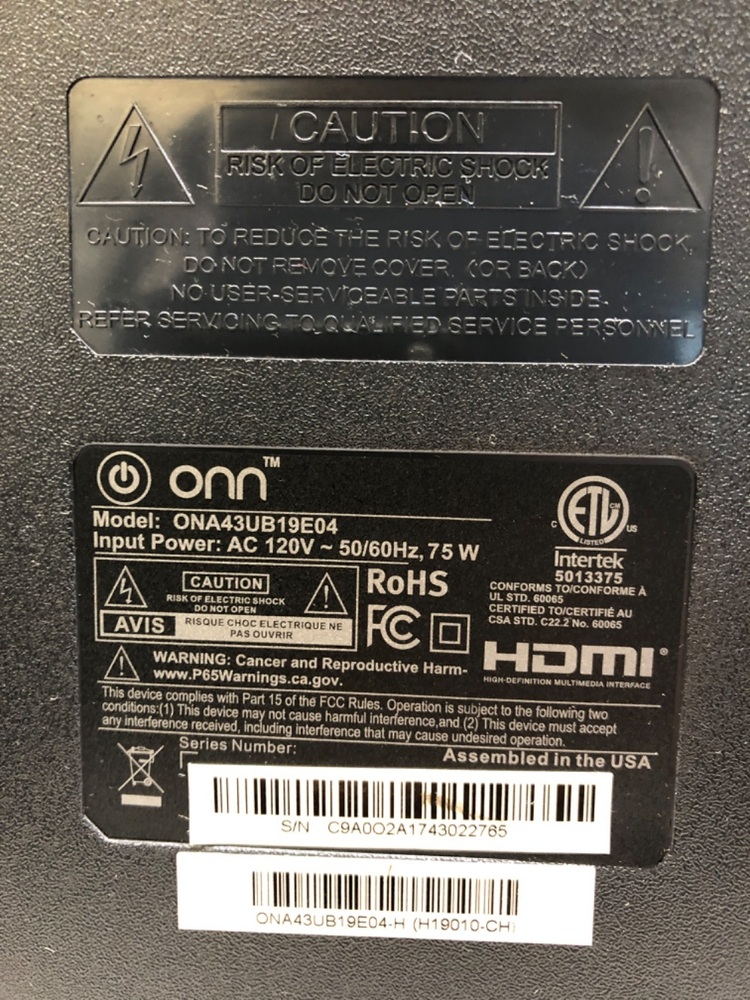 CAUTION
RISK OF ELECTRIC SHOCK
DO NOT OPEN
CAUTION: TO REDUCE THE RISK OF ELECTRIC SHOCK,
DO NOT REMOVE COVER. (OR BACK)
NO USER-SERVICEABLE PARTS INSIDE.
REFER SERVICING TO QUALIFIED SERVICE PERSONNEL
onn™
Model: ONA43UB19E04
Input Power: AC 120V ~ 50/60Hz, 75 W
CAUTION
RISK OF ELECTRIC SHOCK
DO NOT OPEN
AVIS
RISQUE CHOC ELECTRIQUE NE
PAS OUVRIR
RoHS
FC
ETL CM
C US
LISTED
Intertek
5013375
CONFORMS TO/CONFORME À
UL STD. 60065
CERTIFIED TO/CERTIFIÉ AU
CSA STD. C22.2 No. 60065
HDMI®
HIGH-DEFINITION MULTIMEDIA INTERFACE
WARNING: Cancer and Reproductive Harm-
www.P65Warnings.ca.gov.
This device complies with Part 15 of the FCC Rules. Operation is subject to the following two
conditions:(1) This device may not cause harmful interference,and (2) This device must accept
any interference received, including interference that may cause undesired operation.
Series Number:
Assembled in the USA
S/N C9A0O2A1743022765
ONA43UB19E04-H (H19010-CH)